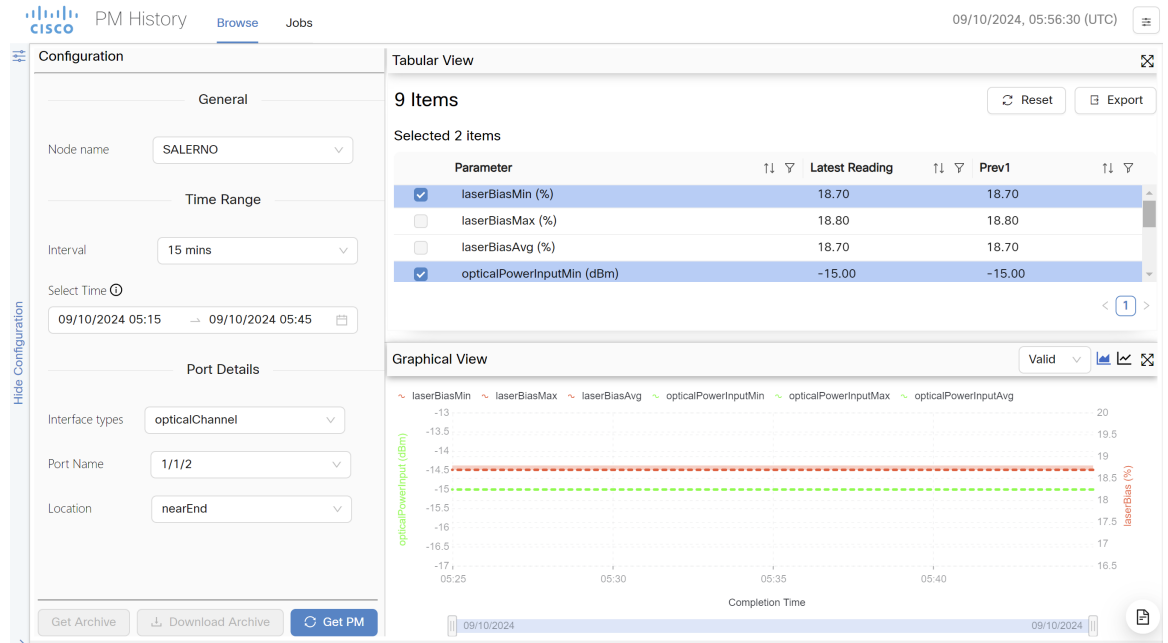 CISCO PM History Browse Jobs 09/10/2024, 05:56:30 (UTC)
Hide Configuration
Configuration
General
Node name SALERNO
Time Range
Interval 15 mins
Select Time
09/10/2024 05:15 → 09/10/2024 05:45
Port Details
Interface types opticalChannel
Port Name 1/1/2
Location nearEnd
Get Archive Download Archive Get PM
Tabular View
9 Items Reset Export
Selected 2 items
Parameter Latest Reading Prev1
laserBiasMin (%) 18.70 18.70
laserBiasMax (%) 18.80 18.80
laserBiasAvg (%) 18.70 18.70
opticalPowerInputMin (dBm) -15.00 -15.00
< 1 >
Graphical View Valid
laserBiasMin laserBiasMax laserBiasAvg opticalPowerInputMin opticalPowerInputMax opticalPowerInputAvg
opticalPowerInput (dBm)
-13
-13.5
-14
-14.5
-15
-15.5
-16
-16.5
-17
20
19.5
19
18.5
18
17.5
17
16.5
laserBias (%)
05:25 05:30 05:35 05:40
Completion Time
09/10/2024 09/10/2024